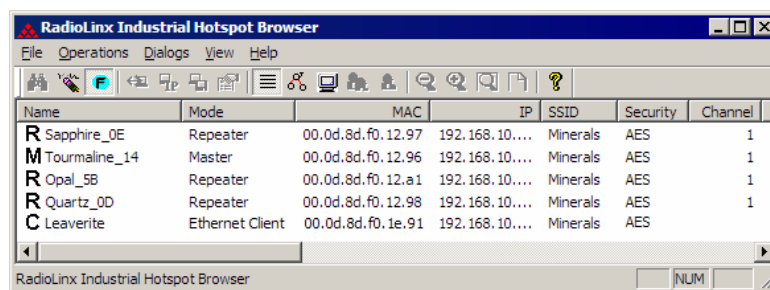 RadioLinx Industrial Hotspot Browser
File Operations Dialogs View Help
F IP ?
Name Mode MAC IP SSID Security Channel
R Sapphire_0E Repeater 00.0d.8d.f0.12.97 192.168.10.... Minerals AES 1
M Tourmaline_14 Master 00.0d.8d.f0.12.96 192.168.10.... Minerals AES 1
R Opal_5B Repeater 00.0d.8d.f0.12.a1 192.168.10.... Minerals AES 1
R Quartz_0D Repeater 00.0d.8d.f0.12.98 192.168.10.... Minerals AES 1
C Leaverite Ethernet Client 00.0d.8d.f0.1e.91 192.168.10.... Minerals AES
RadioLinx Industrial Hotspot Browser NUM